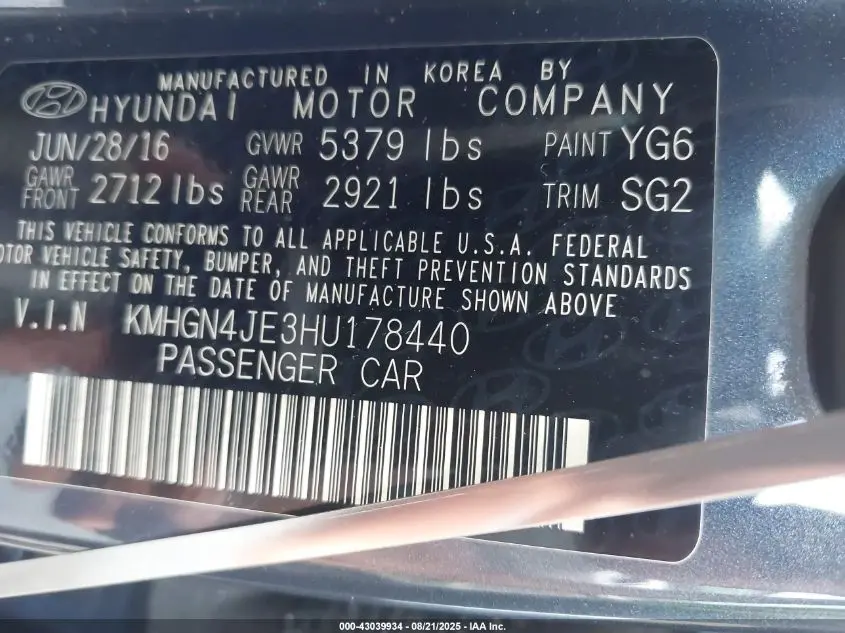 MANUFACTURED IN KOREA BY
HYUNDAI MOTOR COMPANY
JUN/28/16 GVWR 5379 lbs PAINT YG6
GAWR FRONT 2712 lbs GAWR REAR 2921 lbs TRIM SG2
THIS VEHICLE CONFORMS TO ALL APPLICABLE U.S.A. FEDERAL
OTOR VEHICLE SAFETY, BUMPER, AND THEFT PREVENTION STANDARDS
IN EFFECT ON THE DATE OF MANUFACTURE SHOWN ABOVE
V.I.N KMHGN4JE3HU178440
PASSENGER CAR
000-43039934 - 08/21/2025 - IAA Inc.